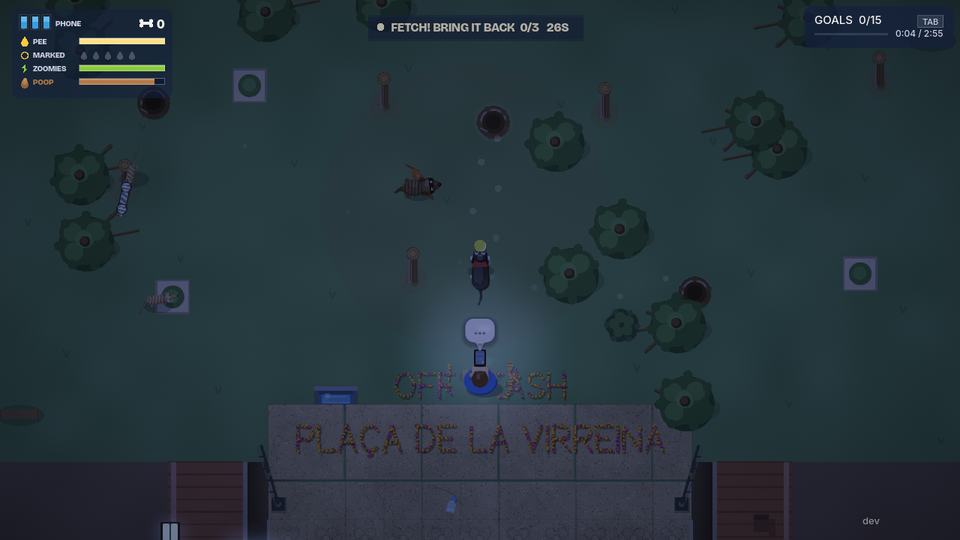 PHONE
0
PEE
MARKED
ZOOMIES
POOP
FETCH! BRING IT BACK 0/3 26S
GOALS 0/15
TAB
0:04 / 2:55
...
PLAÇA DE LA VIRREINA
dev